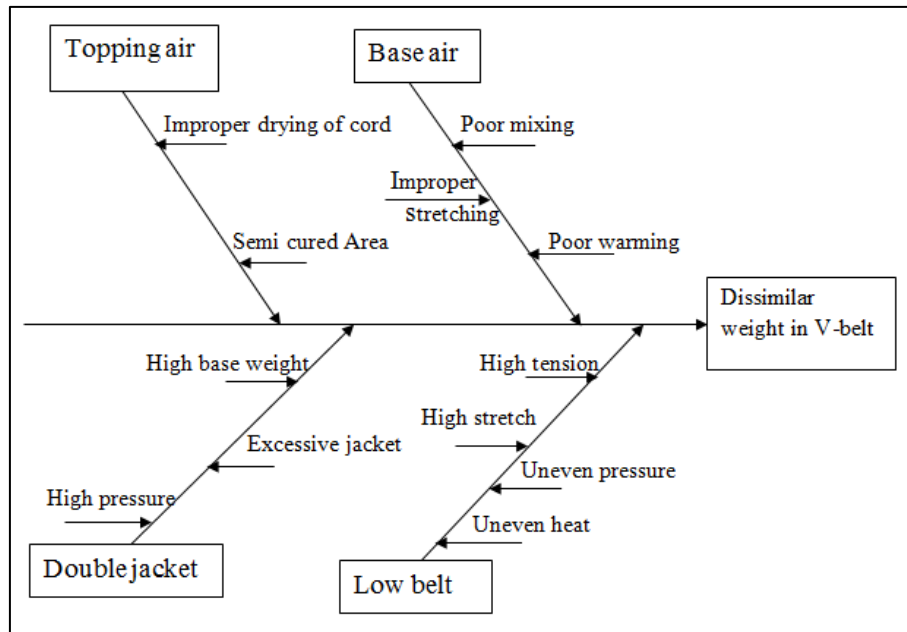 Topping air
Base air
Improper drying of cord
Poor mixing
Improper
Stretching
Semi cured Area
Poor warming
Dissimilar
weight in V-belt
High base weight
High tension
High stretch
Excessive jacket
Uneven pressure
High pressure
Uneven heat
Double jacket
Low belt